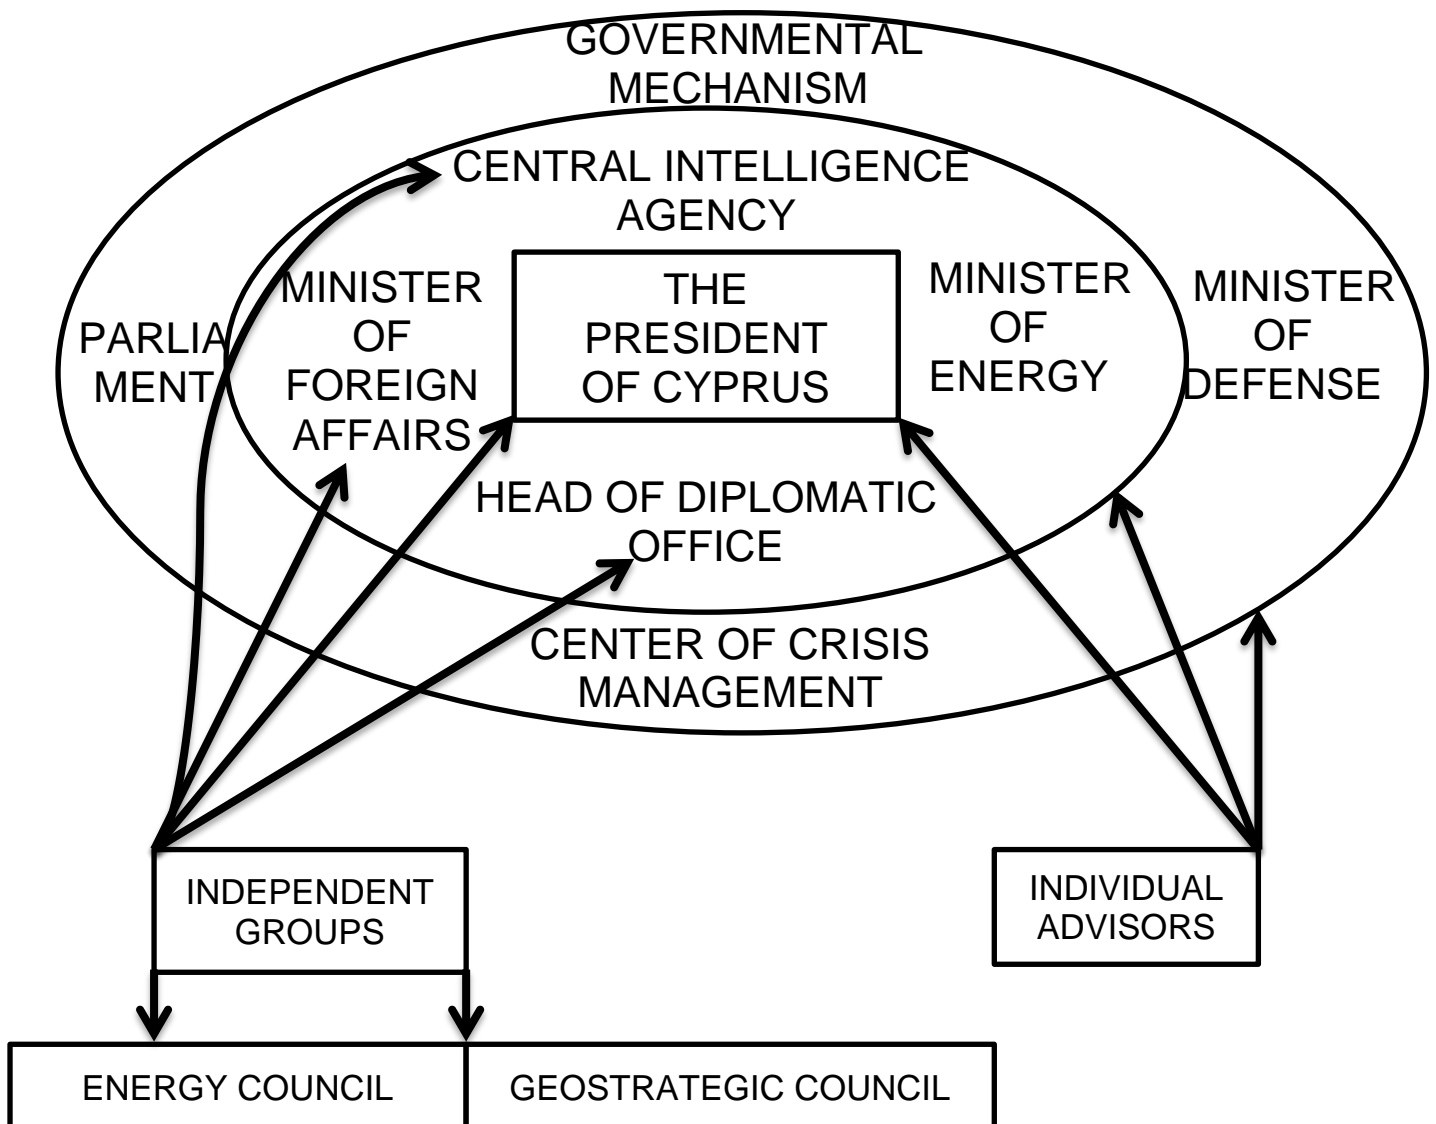 GOVERNMENTAL
MECHANISM
CENTRAL INTELLIGENCE
AGENCY
PARLIA
MENT
MINISTER
OF
FOREIGN
AFFAIRS
THE
PRESIDENT
OF CYPRUS
MINISTER
OF
ENERGY
MINISTER
OF
DEFENSE
HEAD OF DIPLOMATIC
OFFICE
CENTER OF CRISIS
MANAGEMENT
INDEPENDENT
GROUPS
INDIVIDUAL
ADVISORS
ENERGY COUNCIL
GEOSTRATEGIC COUNCIL